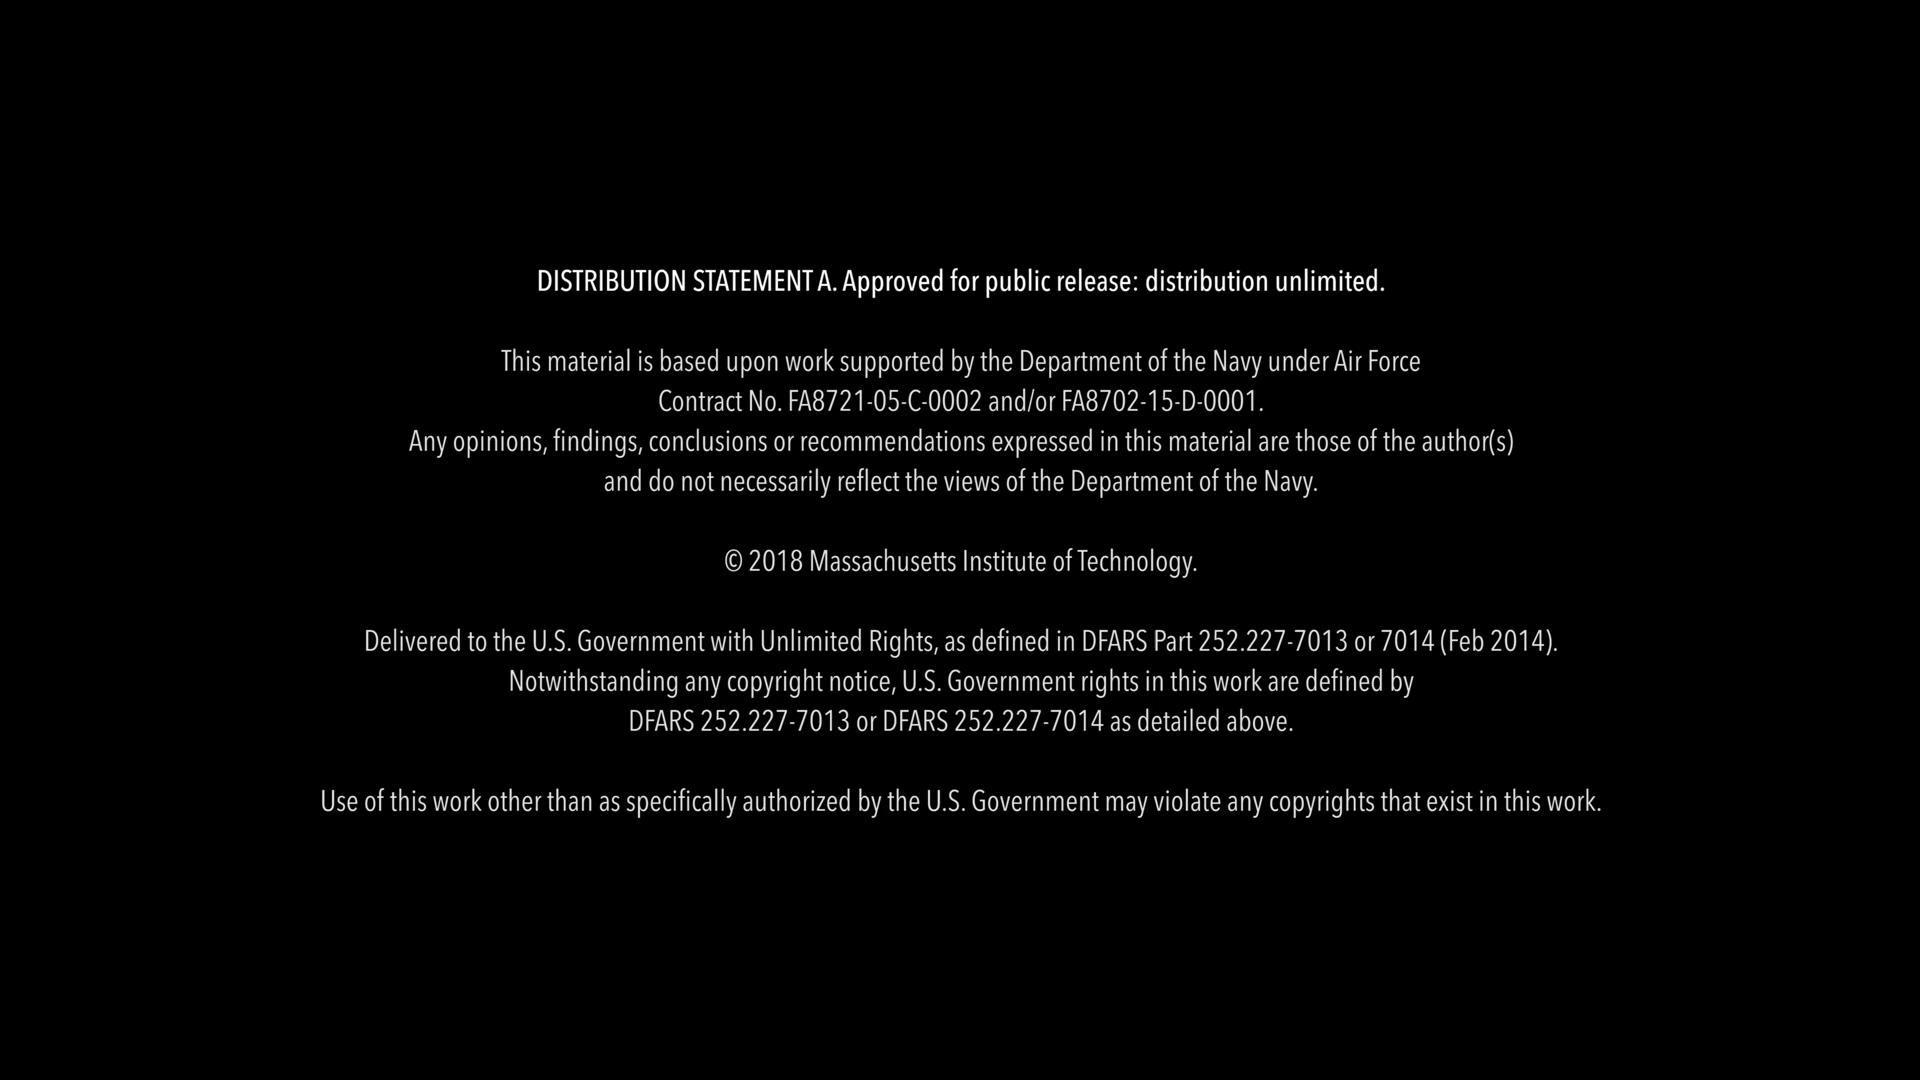 DISTRIBUTION STATEMENT A. Approved for public release: distribution unlimited.
This material is based upon work supported by the Department of the Navy under Air Force
Contract No. FA8721-05-C-0002 and/or FA8702-15-D-0001.
Any opinions, findings, conclusions or recommendations expressed in this material are those of the author(s)
and do not necessarily reflect the views of the Department of the Navy.
© 2018 Massachusetts Institute of Technology.
Delivered to the U.S. Government with Unlimited Rights, as defined in DFARS Part 252.227-7013 or 7014 (Feb 2014).
Notwithstanding any copyright notice, U.S. Government rights in this work are defined by
DFARS 252.227-7013 or DFARS 252.227-7014 as detailed above.
Use of this work other than as specifically authorized by the U.S. Government may violate any copyrights that exist in this work.